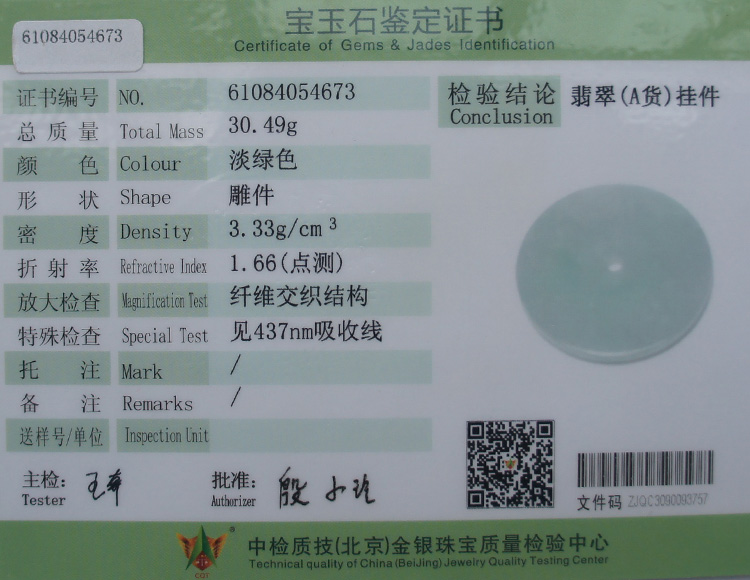 61084054673
宝玉石鉴定证书
Certificate of Gems & Jades Identification
证书编号 NO. 61084054673
总质量 Total Mass 30.49g
颜色 Colour 淡绿色
形状 Shape 雕件
密度 Density 3.33g/cm³
折射率 Refractive Index 1.66(点测)
放大检查 Magnification Test 纤维交织结构
特殊检查 Special Test 见437nm吸收线
托注 Mark /
备注 Remarks /
送样号/单位 Inspection Unit
检验结论 翡翠(A货)挂件
Conclusion
主检: 批准: 殷小玲
Tester Authorizer
文件码 ZJQC3090093757
CQT ®
中检质技(北京)金银珠宝质量检验中心
Technical quality of China (BeiJing) Jewelry Quality Testing Center